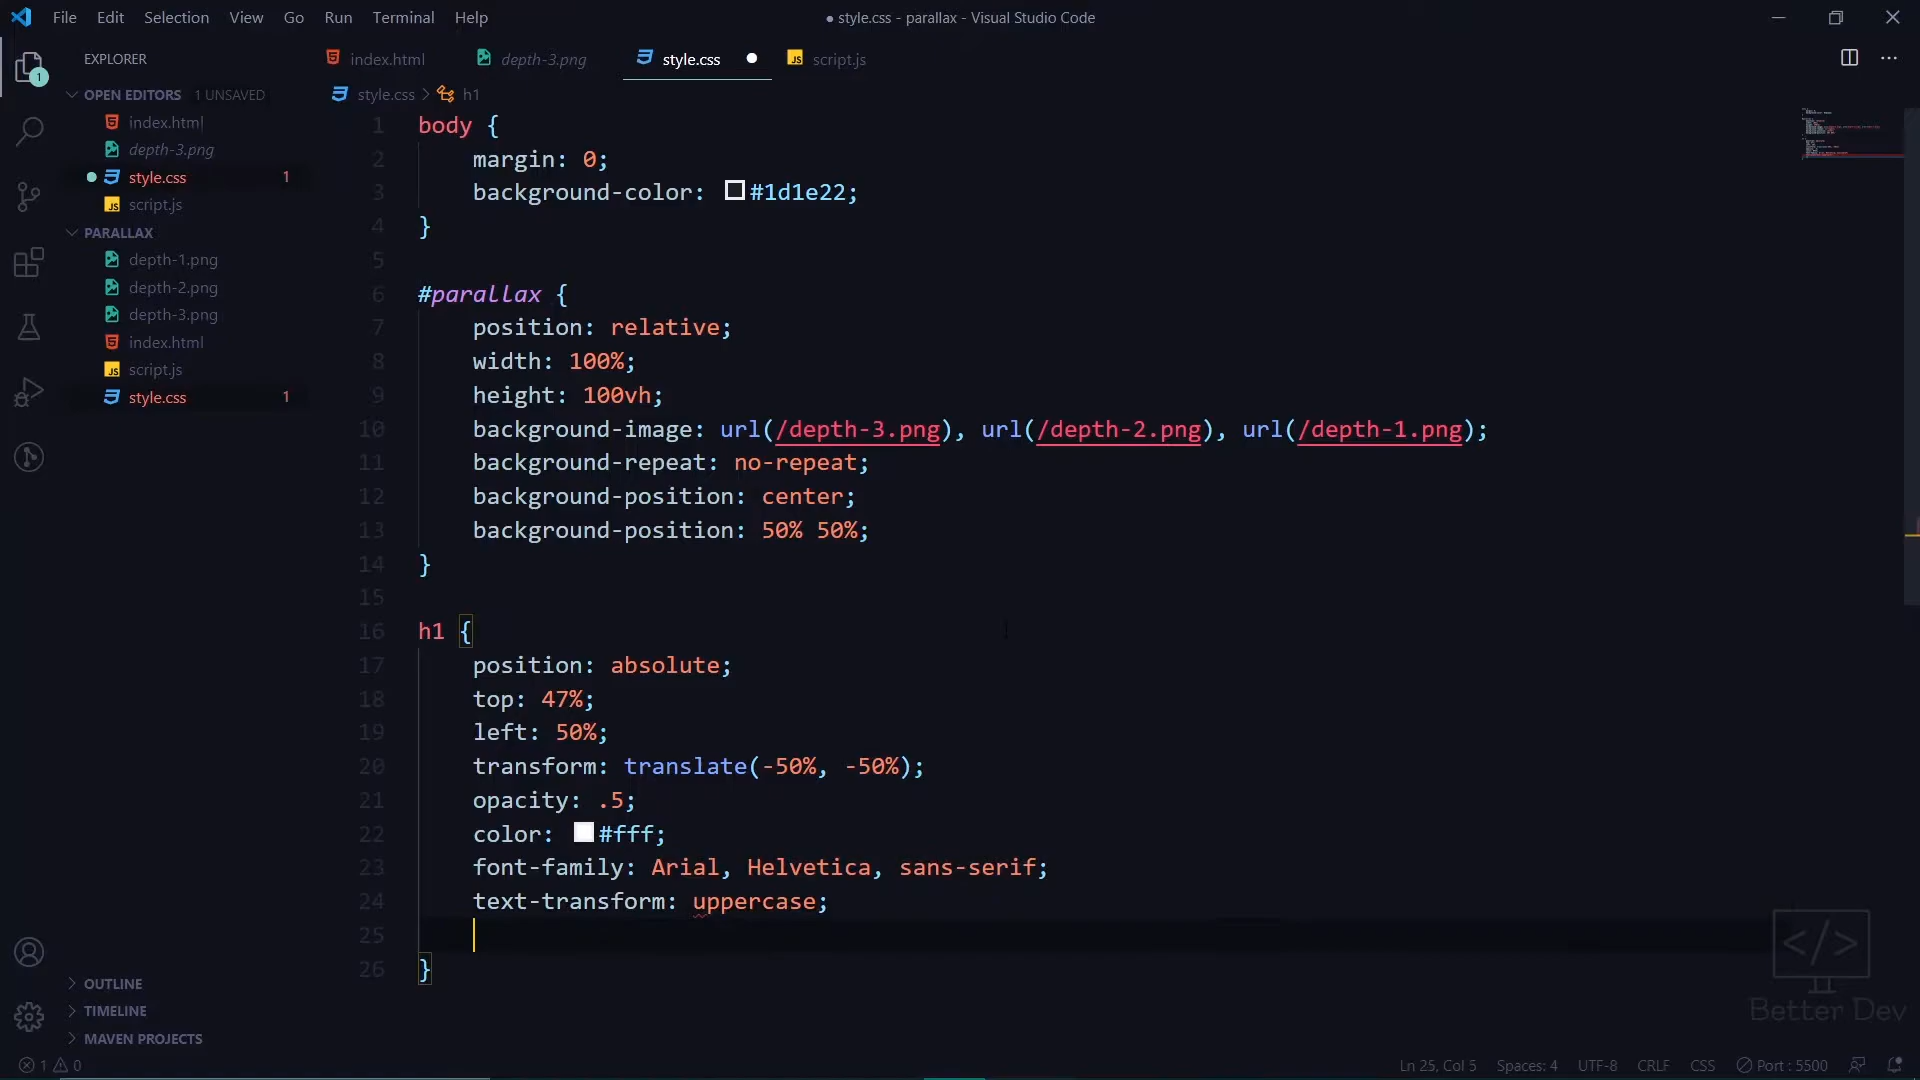 File Edit Selection View Go Run Terminal Help
● style.css - parallax - Visual Studio Code
EXPLORER
index.html
depth-3.png
style.css
script.js
1
OPEN EDITORS 1 UNSAVED
style.css > h1
index.html
depth-3.png
style.css 1
script.js
PARALLAX
depth-1.png
depth-2.png
depth-3.png
index.html
script.js
style.css 1
1 body {
2 margin: 0;
3 background-color: #1d1e22;
4 }
5
6 #parallax {
7 position: relative;
8 width: 100%;
9 height: 100vh;
10 background-image: url(/depth-3.png), url(/depth-2.png), url(/depth-1.png);
11 background-repeat: no-repeat;
12 background-position: center;
13 background-position: 50% 50%;
14 }
15
16 h1 {
17 position: absolute;
18 top: 47%;
19 left: 50%;
20 transform: translate(-50%, -50%);
21 opacity: .5;
22 color: #fff;
23 font-family: Arial, Helvetica, sans-serif;
24 text-transform: uppercase;
25
26 }
OUTLINE
TIMELINE
MAVEN PROJECTS
</>
Better Dev
1 0
Ln 25, Col 5 Spaces: 4 UTF-8 CRLF CSS Port : 5500